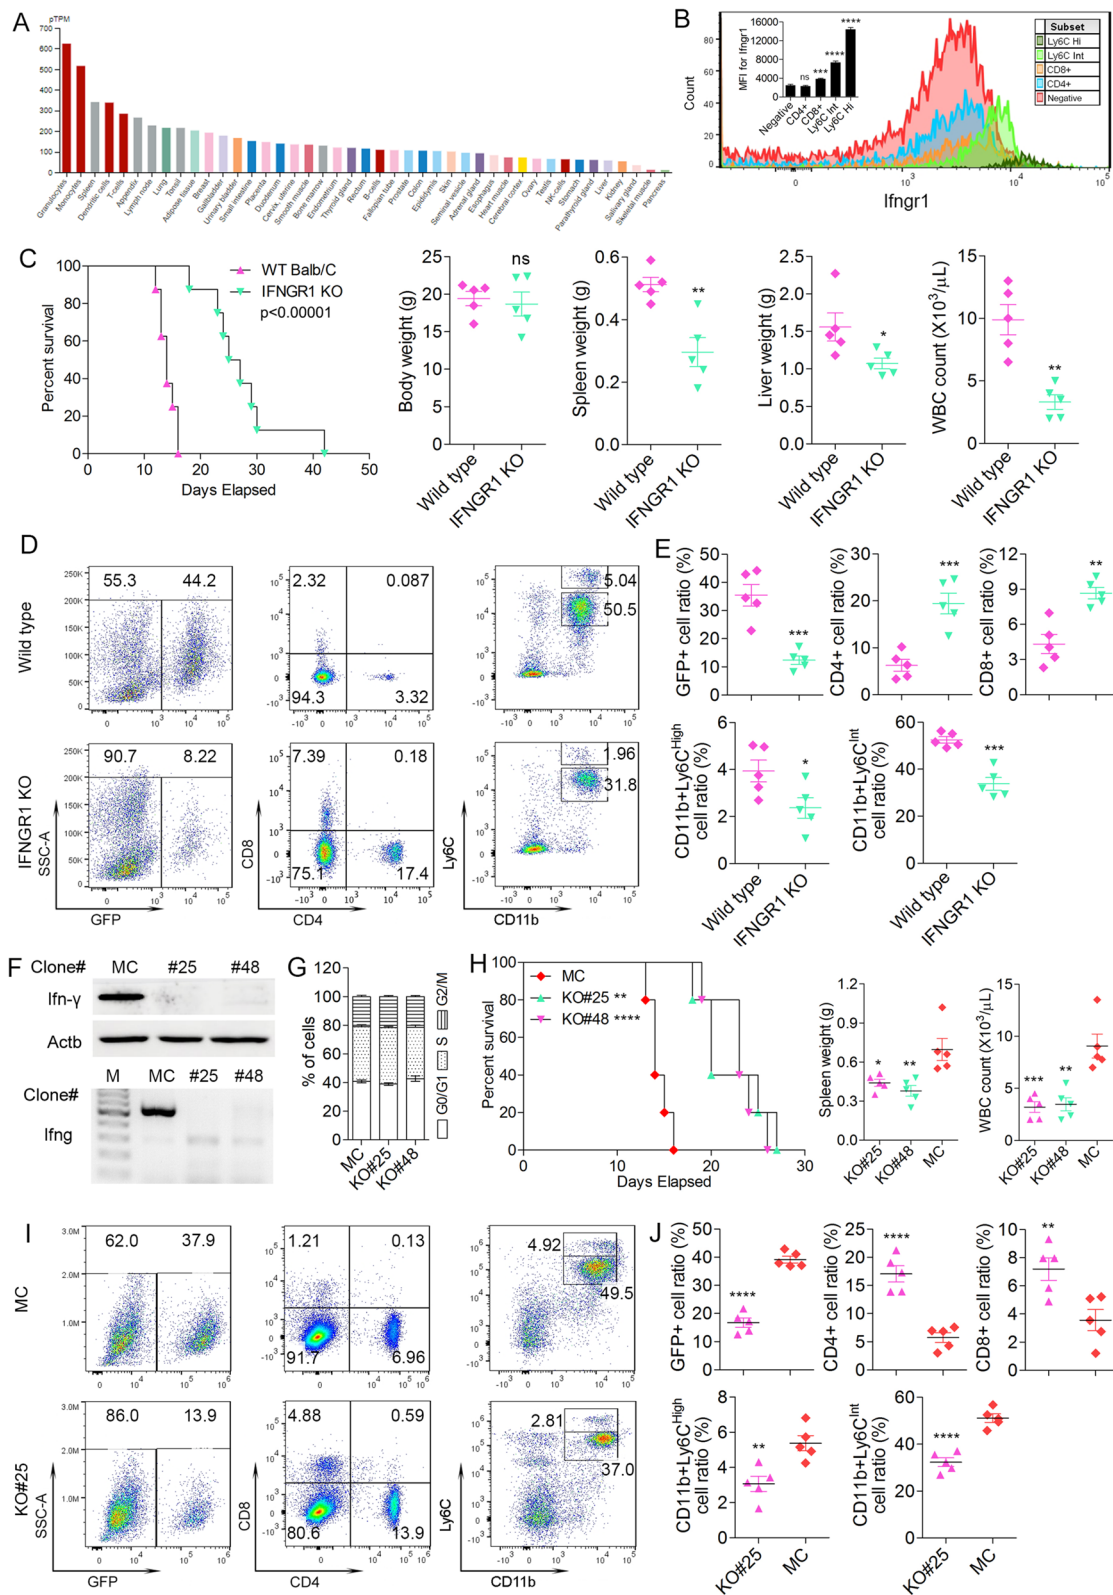 A
pTPM
700
600
500
400
300
200
100
0
Granulocytes
Monocytes
Spleen
Dendritic cells
T-cells
Appendix
Lymph node
Lung
Tonsil
Adipose tissue
Breast
Gallbladder
Urinary bladder
Small intestine
Placenta
Duodenum
Cervix, uterine
Smooth muscle
Bone marrow
Endometrium
Thyroid gland
Rectum
B-cells
Fallopian tube
Prostate
Colon
Epididymis
Skin
Seminal vesicle
Adrenal gland
Esophagus
Heart muscle
Cerebral cortex
Ovary
Testis
NK-cells
Stomach
Parathyroid gland
Liver
Kidney
Salivary gland
Skeletal muscle
Pancreas
B
MFI for Ifngr1
16000
12000
8000
4000
0
ns
***
****
****
Negative
CD4+
CD8+
Ly6C Int
Ly6C Hi
Count
80
60
40
20
0
0
10³
10⁴
10⁵
Ifngr1
Subset
Ly6C Hi
Ly6C Int
CD8+
CD4+
Negative
C
Percent survival
100
80
60
40
20
0
0 10 20 30 40 50
Days Elapsed
WT Balb/C
IFNGR1 KO
p<0.00001
Body weight (g)
25
20
15
10
5
0
ns
Wild type
IFNGR1 KO
Spleen weight (g)
0.6
0.4
0.2
0.0
**
Wild type
IFNGR1 KO
Liver weight (g)
2.5
2.0
1.5
1.0
0.5
0.0
*
Wild type
IFNGR1 KO
WBC count (X10³/μL)
15
10
5
0
**
Wild type
IFNGR1 KO
D
Wild type
55.3 44.2
2.32 0.087
94.3 3.32
5.04
50.5
IFNGR1 KO
90.7 8.22
7.39 0.18
75.1 17.4
1.96
31.8
SSC-A
GFP
CD8
CD4
Ly6C
CD11b
E
GFP+ cell ratio (%)
50
40
30
20
10
0
***
CD4+ cell ratio (%)
30
20
10
0
***
CD8+ cell ratio (%)
12
9
6
3
0
**
CD11b+Ly6C^High
cell ratio (%)
6
4
2
0
*
Wild type
IFNGR1 KO
CD11b+Ly6C^Int
cell ratio (%)
60
40
20
0
***
Wild type
IFNGR1 KO
F
Clone# MC #25 #48
Ifn-γ
Actb
M MC #25 #48
Clone#
Ifng
G
% of cells
120
100
80
60
40
20
0
MC
KO#25
KO#48
G0/G1
S
G2/M
H
Percent survival
100
80
60
40
20
0
0 10 20 30
Days Elapsed
MC
KO#25 **
KO#48 ****
Spleen weight (g)
1.2
0.9
0.6
0.3
0.0
*
**
KO#25
KO#48
MC
WBC count (X10³/μL)
15
10
5
0
***
**
KO#25
KO#48
MC
I
MC
62.0 37.9
1.21 0.13
91.7 6.96
4.92
49.5
KO#25
86.0 13.9
4.88 0.59
80.6 13.9
2.81
37.0
SSC-A
GFP
CD8
CD4
Ly6C
CD11b
J
GFP+ cell ratio (%)
50
40
30
20
10
0
****
CD4+ cell ratio (%)
25
20
15
10
5
0
****
CD8+ cell ratio (%)
10
8
6
4
2
0
**
CD11b+Ly6C^High
cell ratio (%)
8
6
4
2
0
**
KO#25
MC
CD11b+Ly6C^Int
cell ratio (%)
60
40
20
0
****
KO#25
MC